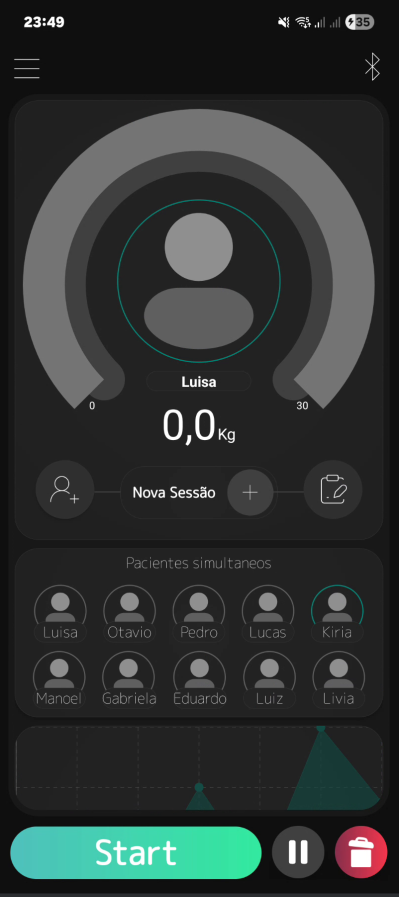 23:49
35
Luisa
0
30
0,0Kg
Nova Sessão
Pacientes simultaneos
Luisa Otavio Pedro Lucas Kiria
Manoel Gabriela Eduardo Luiz Livia
Start